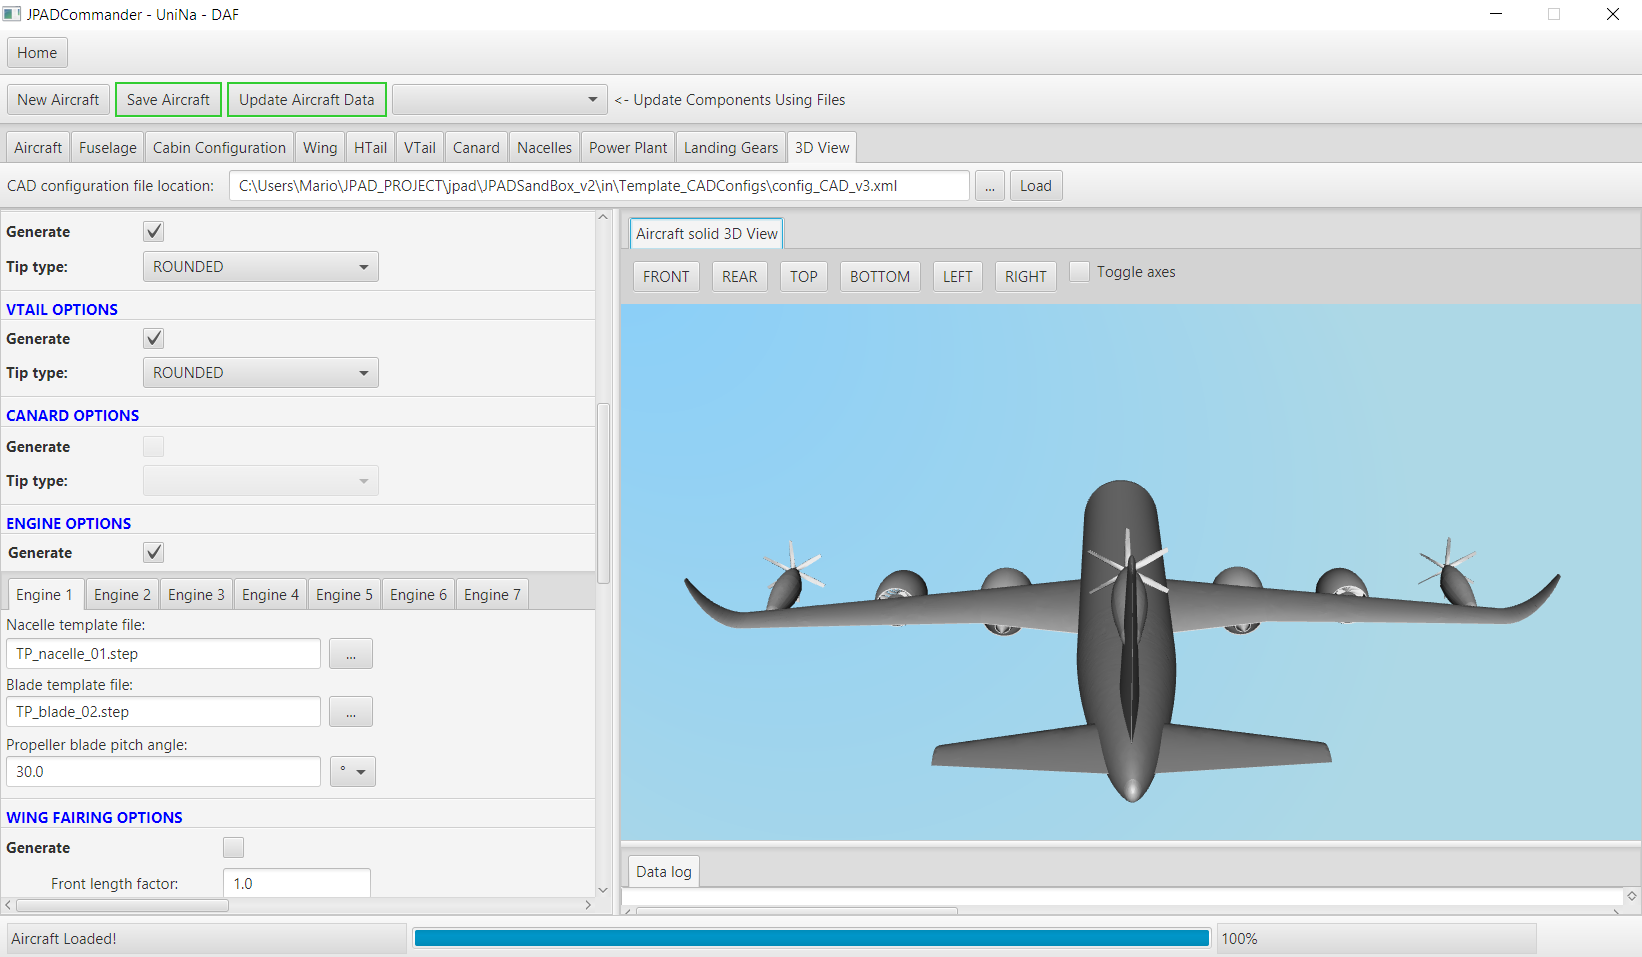 JPADCommander - UniNa - DAF
Home
New Aircraft Save Aircraft Update Aircraft Data <- Update Components Using Files
Aircraft Fuselage Cabin Configuration Wing HTail VTail Canard Nacelles Power Plant Landing Gears 3D View
CAD configuration file location: C:\Users\Mario\JPAD_PROJECT\jpad\JPADSandBox_v2\in\Template_CADConfigs\config_CAD_v3.xml ... Load
Generate
Tip type: ROUNDED
VTAIL OPTIONS
Generate
Tip type: ROUNDED
CANARD OPTIONS
Generate
Tip type:
ENGINE OPTIONS
Generate
Engine 1 Engine 2 Engine 3 Engine 4 Engine 5 Engine 6 Engine 7
Nacelle template file:
TP_nacelle_01.step ...
Blade template file:
TP_blade_02.step ...
Propeller blade pitch angle:
30.0 °
WING FAIRING OPTIONS
Generate
Front length factor: 1.0
Aircraft solid 3D View
FRONT REAR TOP BOTTOM LEFT RIGHT Toggle axes
Data log
Aircraft Loaded! 100%